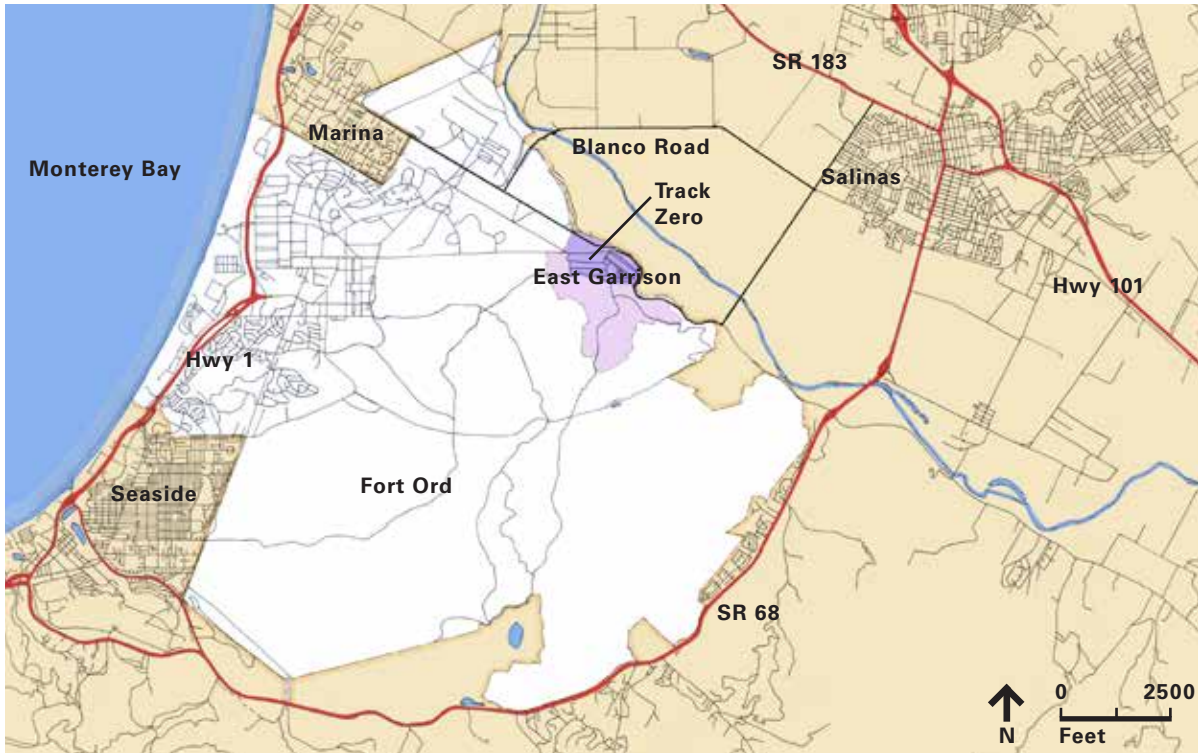 SR 183
Marina
Monterey Bay
Blanco Road
Salinas
Track
Zero
East Garrison
Hwy 101
Hwy 1
Seaside
Fort Ord
SR 68
0 2500
N Feet